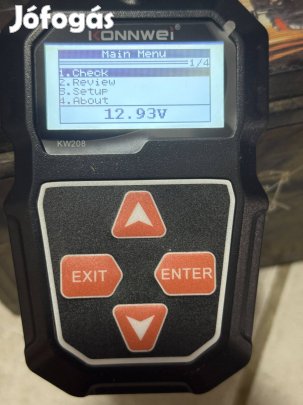 Jófogás
KONNWEI
Main Menu
1/4
1.Check
2.Review
3.Setup
4.About
12.93V
KW208
EXIT
ENTER